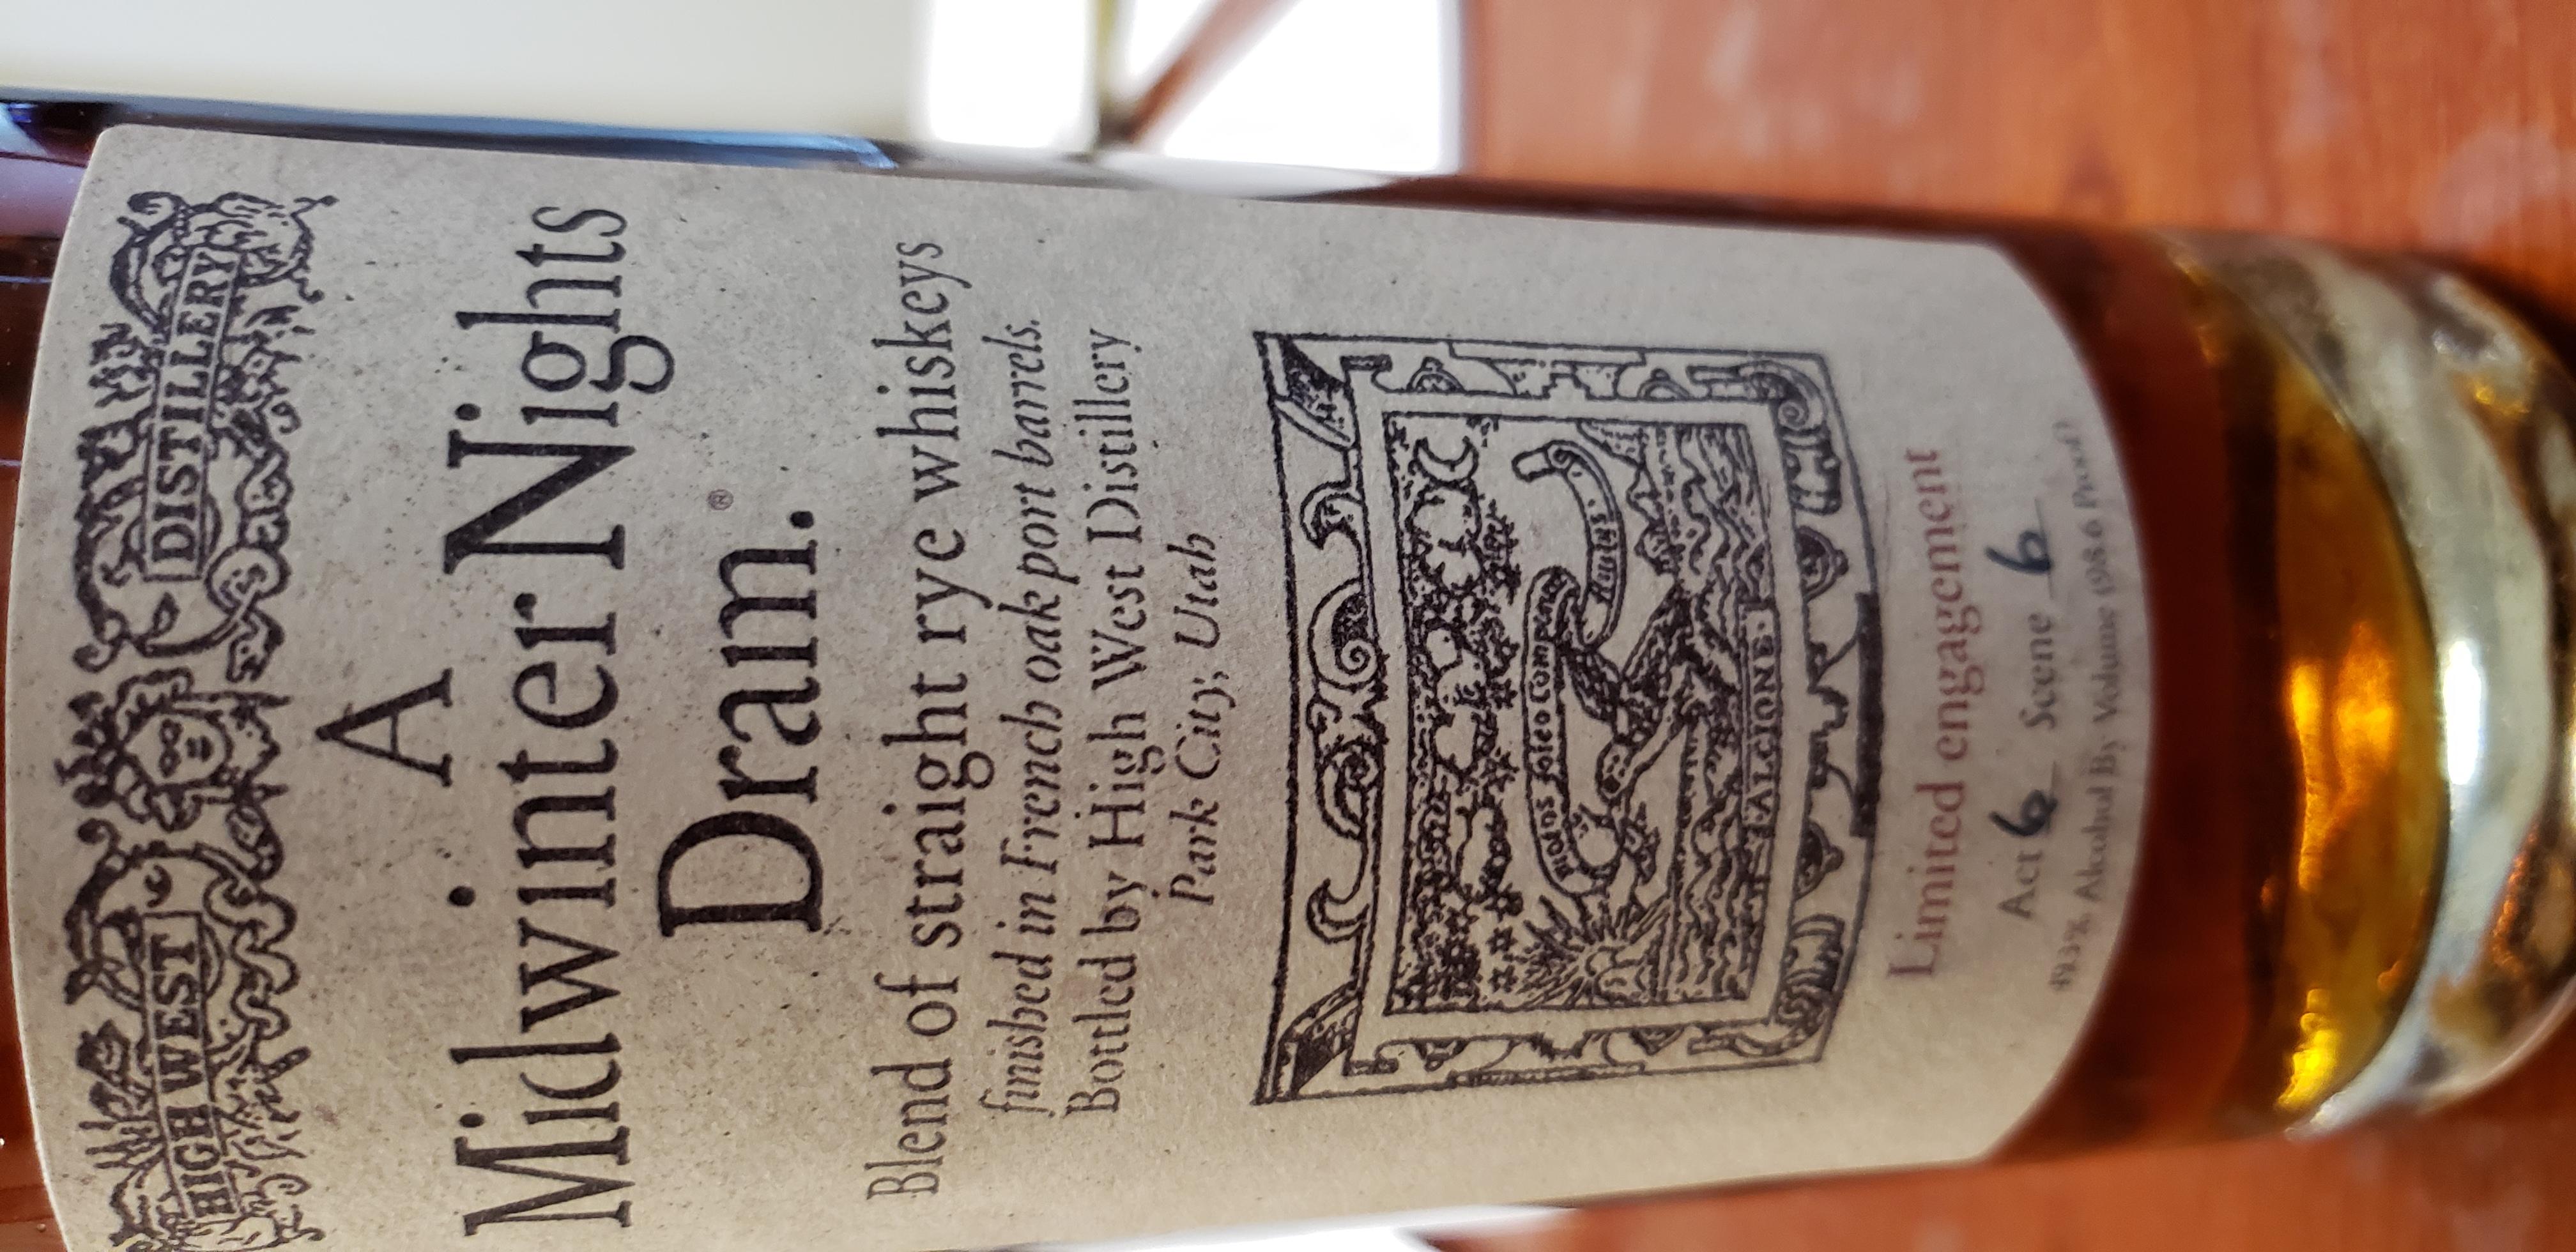 HIGH WEST DISTILLERY
A
Midwinter Nights
Dram.®
Blend of straight rye whiskeys
finished in French oak port barrels.
Bottled by High West Distillery
Park City, Utah
ALCIONE
Limited engagement
Act 6 Scene 6
49.3% Alcohol By Volume (98.6 Proof)